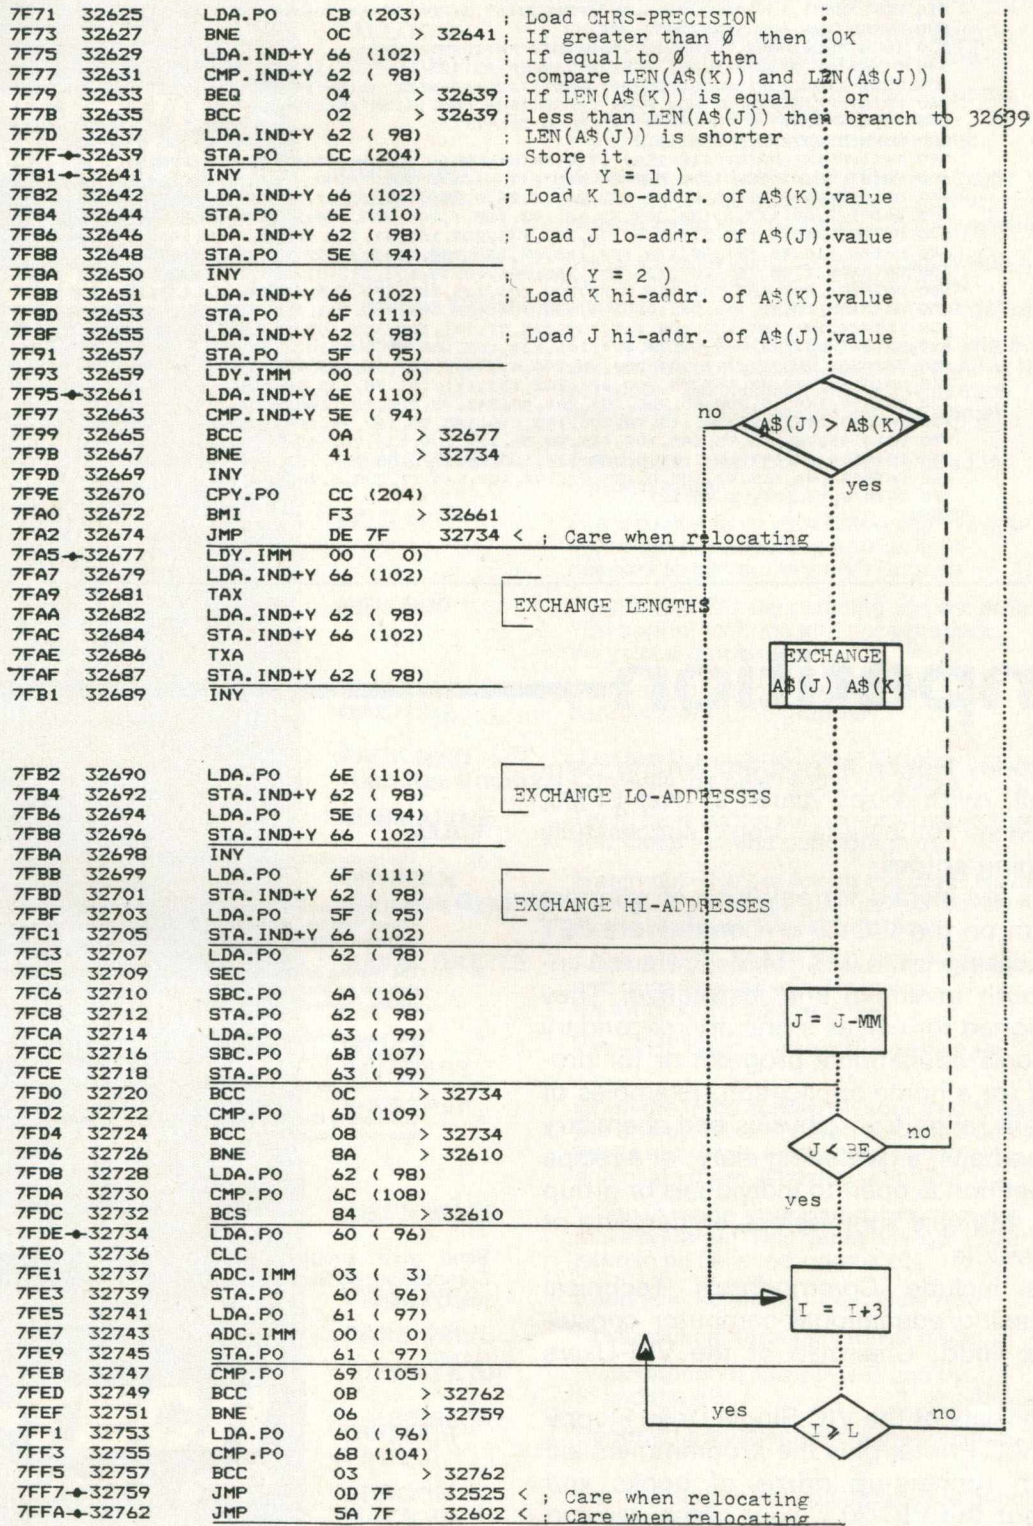 7F71 32625 LDA.PO CB (203) ; Load CHRS-PRECISION
7F73 32627 BNE 0C > 32641; If greater than Ø then OK
7F75 32629 LDA.IND+Y 66 (102) ; If equal to Ø then
7F77 32631 CMP.IND+Y 62 ( 98) ; compare LEN(A$(K)) and LEN(A$(J))
7F79 32633 BEQ 04 > 32639; If LEN(A$(K)) is equal or
7F7B 32635 BCC 02 > 32639; less than LEN(A$(J)) then branch to 32639
7F7D 32637 LDA.IND+Y 62 ( 98) ; LEN(A$(J)) is shorter
7F7F 32639 STA.PO CC (204) ; Store it.
7F81 32641 INY ; ( Y = 1 )
7F82 32642 LDA.IND+Y 66 (102) ; Load K lo-addr. of A$(K) value
7F84 32644 STA.PO 6E (110)
7F86 32646 LDA.IND+Y 62 ( 98) ; Load J lo-addr. of A$(J) value
7F88 32648 STA.PO 5E ( 94)
7F8A 32650 INY ; ( Y = 2 )
7F8B 32651 LDA.IND+Y 66 (102) ; Load K hi-addr. of A$(K) value
7F8D 32653 STA.PO 6F (111)
7F8F 32655 LDA.IND+Y 62 ( 98) ; Load J hi-addr. of A$(J) value
7F91 32657 STA.PO 5F ( 95)
7F93 32659 LDY.IMM 00 ( 0)
7F95 32661 LDA.IND+Y 6E (110)
7F97 32663 CMP.IND+Y 5E ( 94) no A$(J) > A$(K)
7F99 32665 BCC 0A > 32677
7F9B 32667 BNE 41 > 32734
7F9D 32669 INY
7F9E 32670 CPY.PO CC (204) yes
7FA0 32672 BMI F3 > 32661
7FA2 32674 JMP DE 7F 32734 < ; Care when relocating
7FA5 32677 LDY.IMM 00 ( 0)
7FA7 32679 LDA.IND+Y 66 (102)
7FA9 32681 TAX EXCHANGE LENGTHS
7FAA 32682 LDA.IND+Y 62 ( 98)
7FAC 32684 STA.IND+Y 66 (102)
7FAE 32686 TXA EXCHANGE
7FAF 32687 STA.IND+Y 62 ( 98) A$(J) A$(K)
7FB1 32689 INY
7FB2 32690 LDA.PO 6E (110)
7FB4 32692 STA.IND+Y 62 ( 98) EXCHANGE LO-ADDRESSES
7FB6 32694 LDA.PO 5E ( 94)
7FB8 32696 STA.IND+Y 66 (102)
7FBA 32698 INY
7FBB 32699 LDA.PO 6F (111)
7FBD 32701 STA.IND+Y 62 ( 98)
7FBF 32703 LDA.PO 5F ( 95) EXCHANGE HI-ADDRESSES
7FC1 32705 STA.IND+Y 66 (102)
7FC3 32707 LDA.PO 62 ( 98)
7FC5 32709 SEC
7FC6 32710 SBC.PO 6A (106)
7FC8 32712 STA.PO 62 ( 98) J = J-MM
7FCA 32714 LDA.PO 63 ( 99)
7FCC 32716 SBC.PO 6B (107)
7FCE 32718 STA.PO 63 ( 99)
7FD0 32720 BCC 0C > 32734
7FD2 32722 CMP.PO 6D (109)
7FD4 32724 BCC 08 > 32734 no
7FD6 32726 BNE 8A > 32610 J < BE
7FD8 32728 LDA.PO 62 ( 98)
7FDA 32730 CMP.PO 6C (108) yes
7FDC 32732 BCS 84 > 32610
7FDE 32734 LDA.PO 60 ( 96)
7FE0 32736 CLC
7FE1 32737 ADC.IMM 03 ( 3)
7FE3 32739 STA.PO 60 ( 96) I = I+3
7FE5 32741 LDA.PO 61 ( 97)
7FE7 32743 ADC.IMM 00 ( 0)
7FE9 32745 STA.PO 61 ( 97)
7FEB 32747 CMP.PO 69 (105)
7FED 32749 BCC 0B > 32762
7FEF 32751 BNE 06 > 32759 yes no
7FF1 32753 LDA.PO 60 ( 96) I ⩾ L
7FF3 32755 CMP.PO 68 (104)
7FF5 32757 BCC 03 > 32762
7FF7 32759 JMP 0D 7F 32525 < ; Care when relocating
7FFA 32762 JMP 5A 7F 32602 < ; Care when relocating